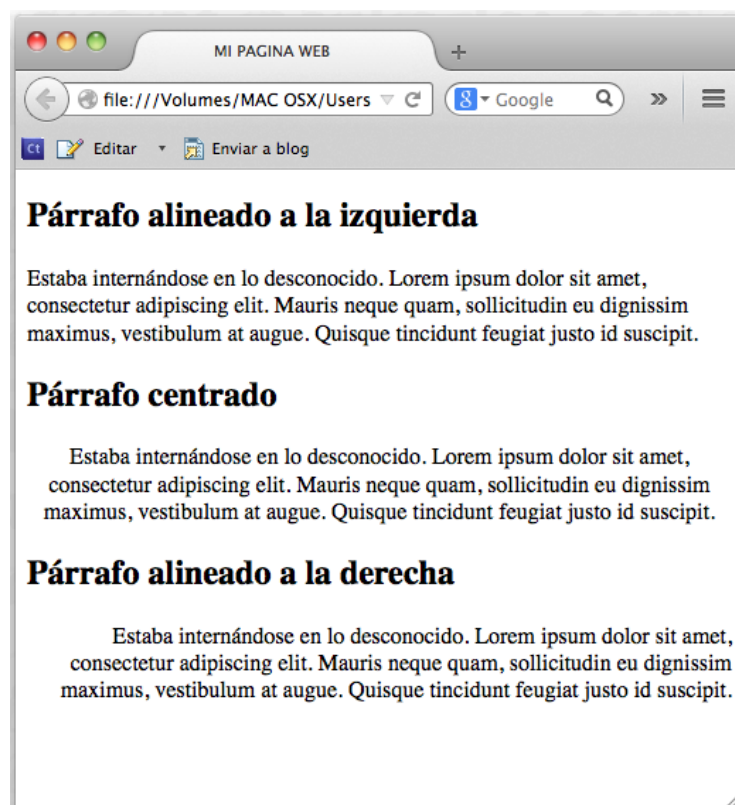 MI PAGINA WEB
file:///Volumes/MAC OSX/Users
Google
Ct Editar Enviar a blog
Párrafo alineado a la izquierda
Estaba internándose en lo desconocido. Lorem ipsum dolor sit amet,
consectetur adipiscing elit. Mauris neque quam, sollicitudin eu dignissim
maximus, vestibulum at augue. Quisque tincidunt feugiat justo id suscipit.
Párrafo centrado
Estaba internándose en lo desconocido. Lorem ipsum dolor sit amet,
consectetur adipiscing elit. Mauris neque quam, sollicitudin eu dignissim
maximus, vestibulum at augue. Quisque tincidunt feugiat justo id suscipit.
Párrafo alineado a la derecha
Estaba internándose en lo desconocido. Lorem ipsum dolor sit amet,
consectetur adipiscing elit. Mauris neque quam, sollicitudin eu dignissim
maximus, vestibulum at augue. Quisque tincidunt feugiat justo id suscipit.